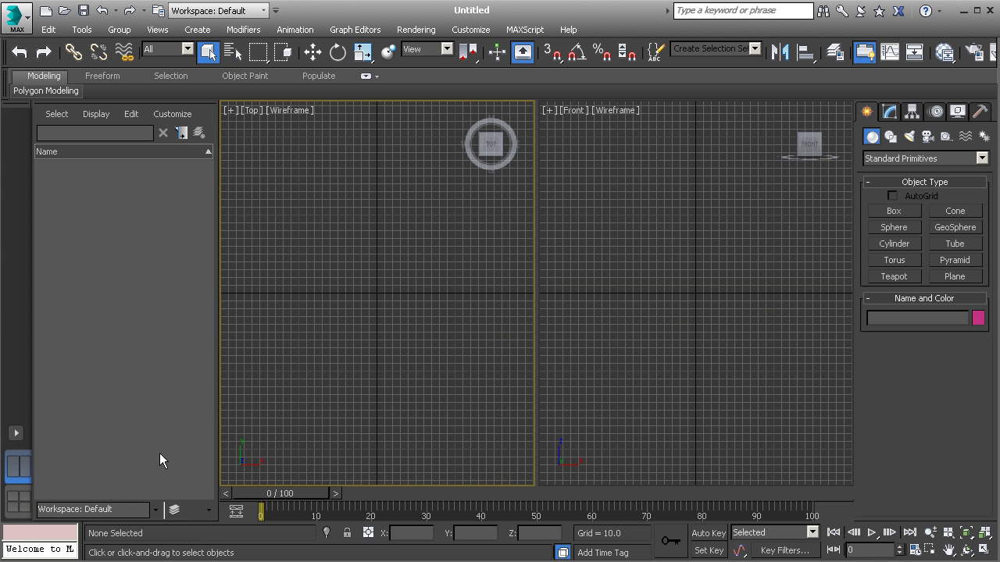 Workspace: Default
Untitled
Type a keyword or phrase
MAX
Edit Tools Group Views Create Modifiers Animation Graph Editors Rendering Customize MAXScript Help
All
View
3
%
ABC
Create Selection Se
Modeling Freeform Selection Object Paint Populate
Polygon Modeling
Select Display Edit Customize
Name
[+] [Top] [Wireframe]
TOP
[+] [Front] [Wireframe]
FRONT
Standard Primitives
- Object Type
AutoGrid
Box Cone
Sphere GeoSphere
Cylinder Tube
Torus Pyramid
Teapot Plane
- Name and Color
y
z x
z
y x
< 0 / 100 >
Workspace: Default
0 10 20 30 40 50 60 70 80 90 100
None Selected
X: Y: Z:
Grid = 10.0
Auto Key
Selected
Welcome to M
Click or click-and-drag to select objects
Add Time Tag
Set Key
Key Filters...
0